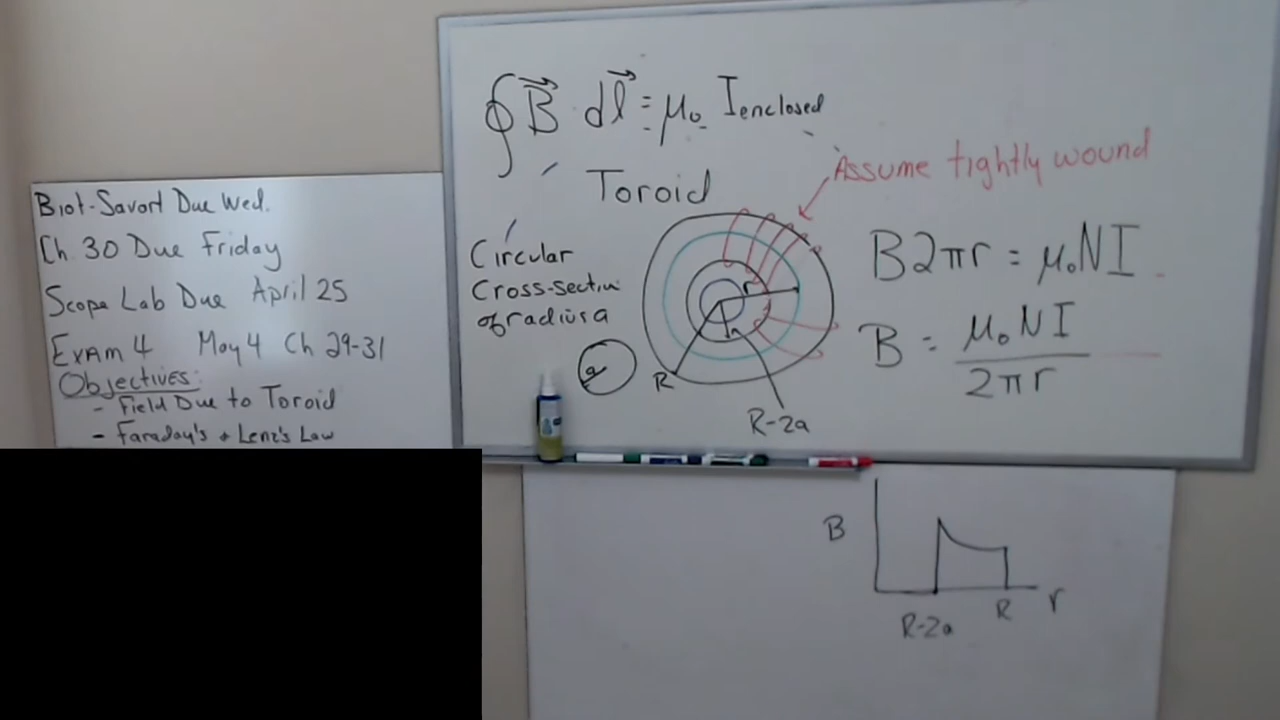 Biot-Savart Due Wed.
Ch. 30 Due Friday
Scope Lab Due April 25
Exam 4 May 4 Ch 29-31
Objectives:
- Field Due to Toroid
- Faraday's + Lenz's Law
∮ B⃗ dl⃗ = μ₀ Ienclosed
Toroid
Assume tightly wound
Circular
Cross-section
of radius a
a
r
R
R-2a
B2πr = μ₀NI
B = μ₀NI / 2πr
B
R-2a
R
r